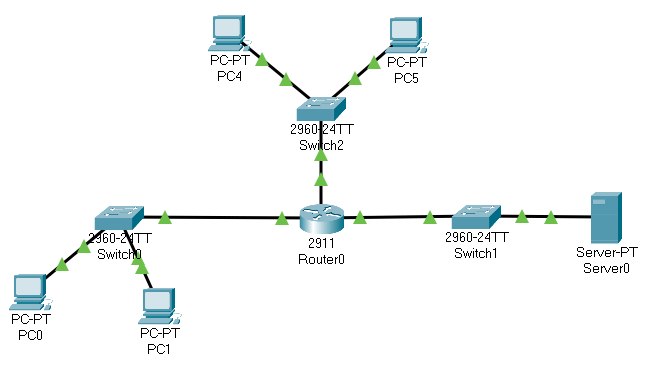 PC-PT
PC4
PC-PT
PC5
2960-24TT
Switch2
2960-24TT
Switch0
2911
Router0
2960-24TT
Switch1
Server-PT
Server0
PC-PT
PC0
PC-PT
PC1